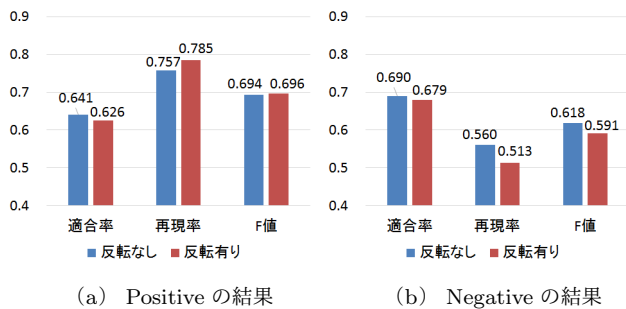 0.9
0.8
0.7
0.6
0.5
0.4
0.641
0.626
0.757
0.785
0.694
0.696
適合率
再現率
F値
反転なし
反転有り
(a) Positive の結果
0.9
0.8
0.7
0.6
0.5
0.4
0.690
0.679
0.560
0.513
0.618
0.591
適合率
再現率
F値
反転なし
反転有り
(b) Negative の結果